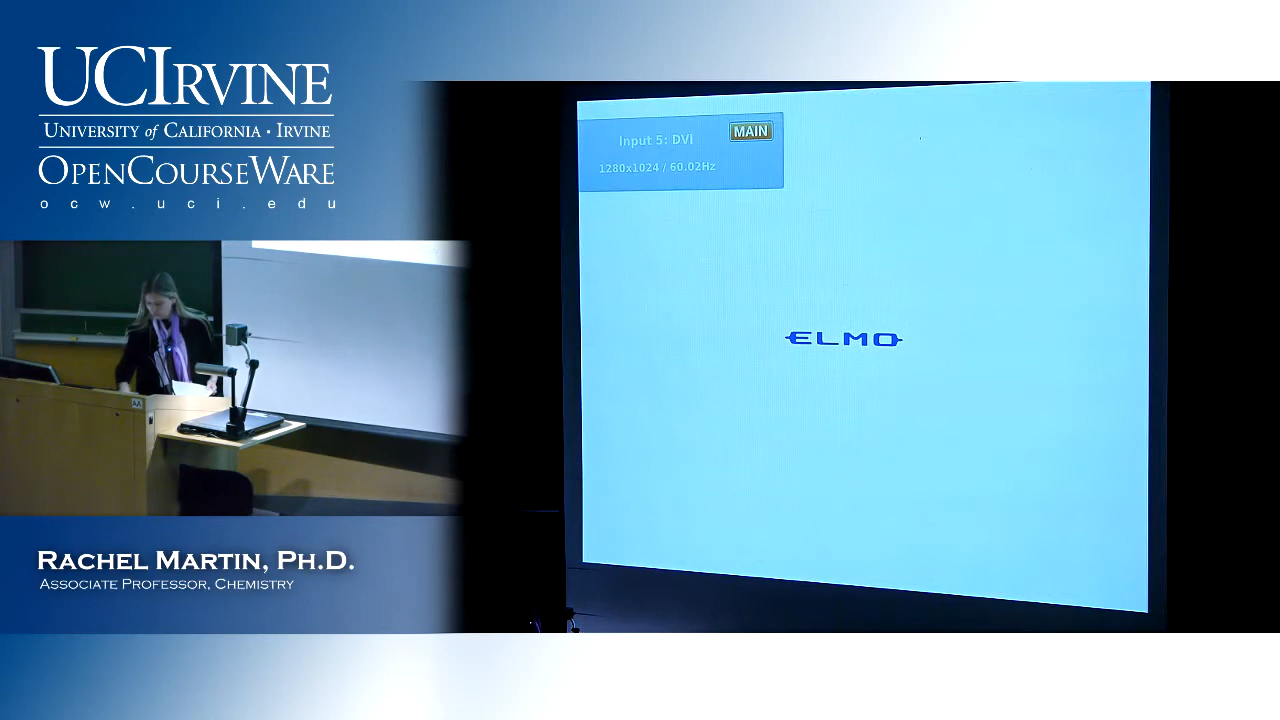 UCIRVINE
UNIVERSITY of CALIFORNIA · IRVINE
OPENCOURSEWARE
ocw.uci.edu
Input 5: DVI
MAIN
1280x1024 / 60.02Hz
ELMO
AA
RACHEL MARTIN, PH.D.
ASSOCIATE PROFESSOR, CHEMISTRY